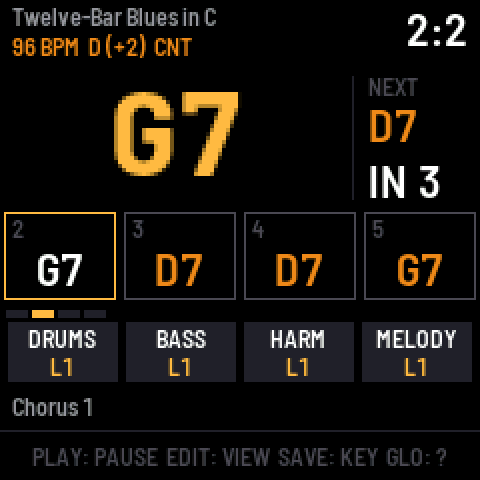 Twelve-Bar Blues in C
96 BPM D (+2) CNT
2:2
G7
NEXT
D7
IN 3
2
G7
3
D7
4
D7
5
G7
DRUMS
L1
BASS
L1
HARM
L1
MELODY
L1
Chorus 1
PLAY: PAUSE EDIT: VIEW SAVE: KEY GLO: ?